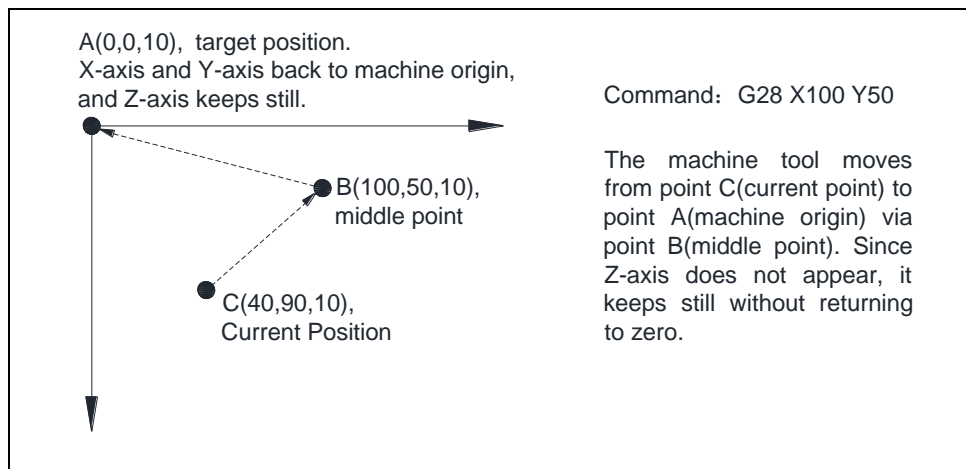 A(0,0,10), target position.
X-axis and Y-axis back to machine origin,
and Z-axis keeps still.
Command：G28 X100 Y50
The machine tool moves
from point C(current point) to
point A(machine origin) via
point B(middle point). Since
Z-axis does not appear, it
keeps still without returning
to zero.
B(100,50,10),
middle point
C(40,90,10),
Current Position